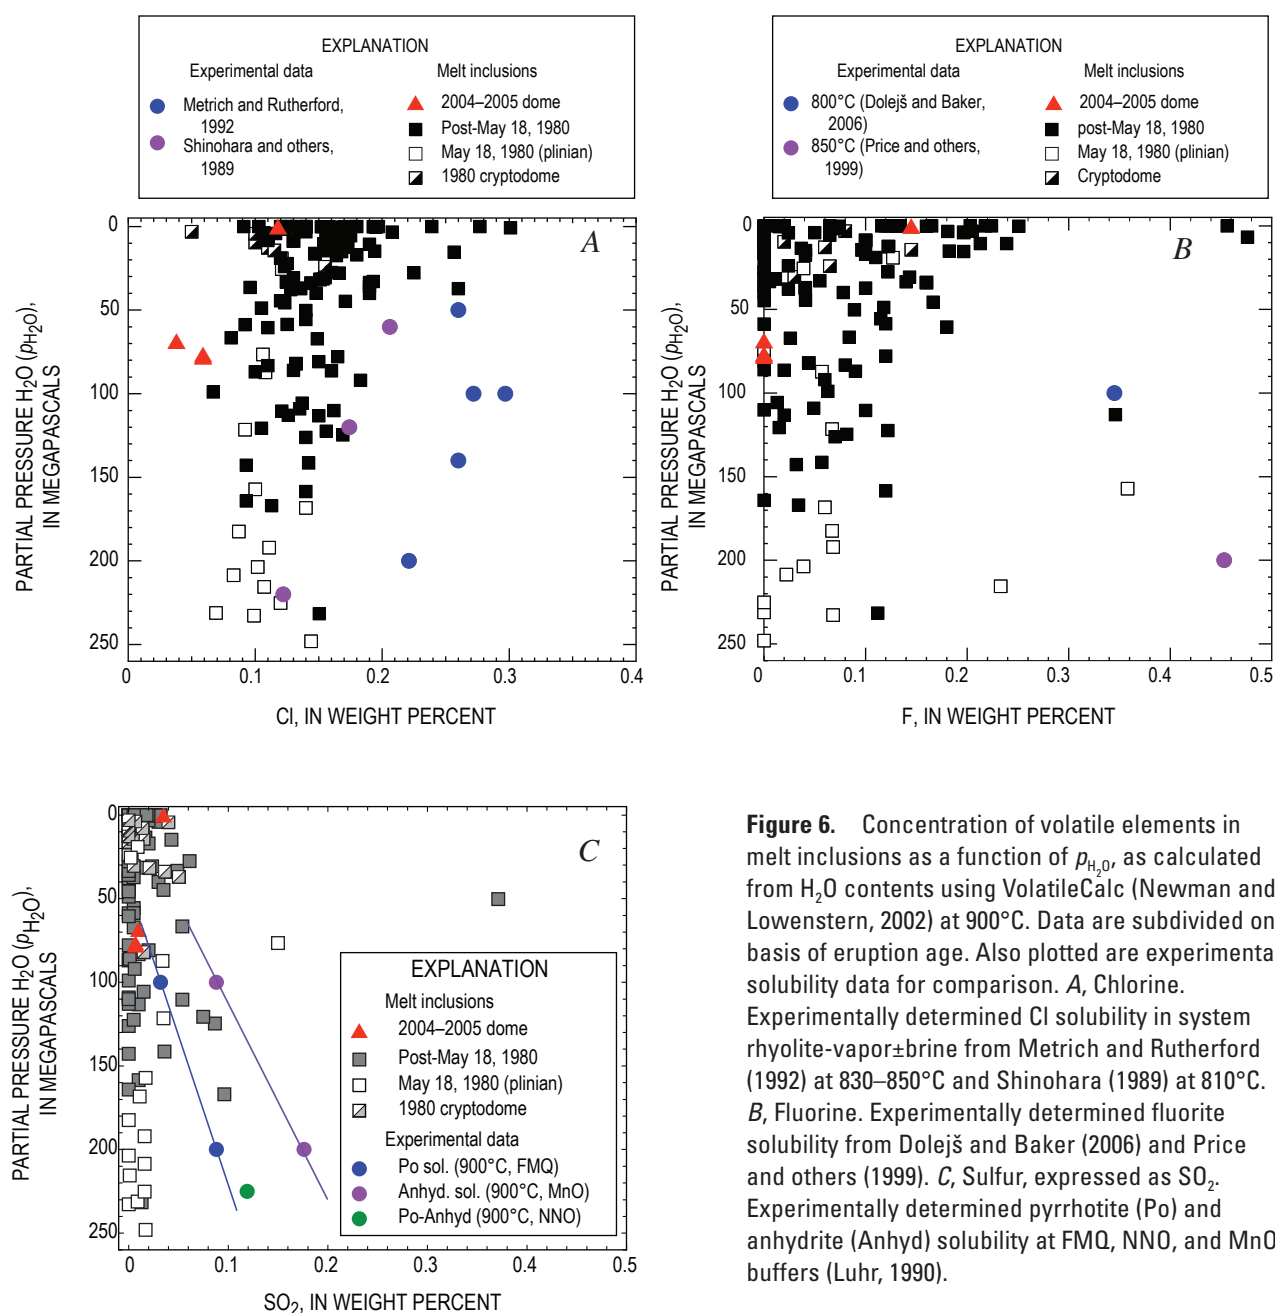 EXPLANATION
Experimental data
Melt inclusions
Metrich and Rutherford,
1992
Shinohara and others,
1989
2004–2005 dome
Post-May 18, 1980
May 18, 1980 (plinian)
1980 cryptodome
EXPLANATION
Experimental data
Melt inclusions
800°C (Dolejš and Baker,
2006)
850°C (Price and others,
1999)
2004–2005 dome
post-May 18, 1980
May 18, 1980 (plinian)
Cryptodome
A
0
50
100
150
200
250
PARTIAL PRESSURE H2O (pH2O),
IN MEGAPASCALS
0
0.1
0.2
0.3
0.4
Cl, IN WEIGHT PERCENT
B
0
50
100
150
200
250
PARTIAL PRESSURE H2O (pH2O),
IN MEGAPASCALS
0
0.1
0.2
0.3
0.4
0.5
F, IN WEIGHT PERCENT
C
0
50
100
150
200
250
PARTIAL PRESSURE H2O (pH2O),
IN MEGAPASCALS
0
0.1
0.2
0.3
0.4
0.5
SO2, IN WEIGHT PERCENT
EXPLANATION
Melt inclusions
2004–2005 dome
Post-May 18, 1980
May 18, 1980 (plinian)
1980 cryptodome
Experimental data
Po sol. (900°C, FMQ)
Anhyd. sol. (900°C, MnO)
Po-Anhyd (900°C, NNO)
Figure 6. Concentration of volatile elements in
melt inclusions as a function of pH2O, as calculated
from H2O contents using VolatileCalc (Newman and
Lowenstern, 2002) at 900°C. Data are subdivided on
basis of eruption age. Also plotted are experimenta
solubility data for comparison. A, Chlorine.
Experimentally determined Cl solubility in system
rhyolite-vapor±brine from Metrich and Rutherford
(1992) at 830–850°C and Shinohara (1989) at 810°C.
B, Fluorine. Experimentally determined fluorite
solubility from Dolejš and Baker (2006) and Price
and others (1999). C, Sulfur, expressed as SO2.
Experimentally determined pyrrhotite (Po) and
anhydrite (Anhyd) solubility at FMQ, NNO, and MnO
buffers (Luhr, 1990).